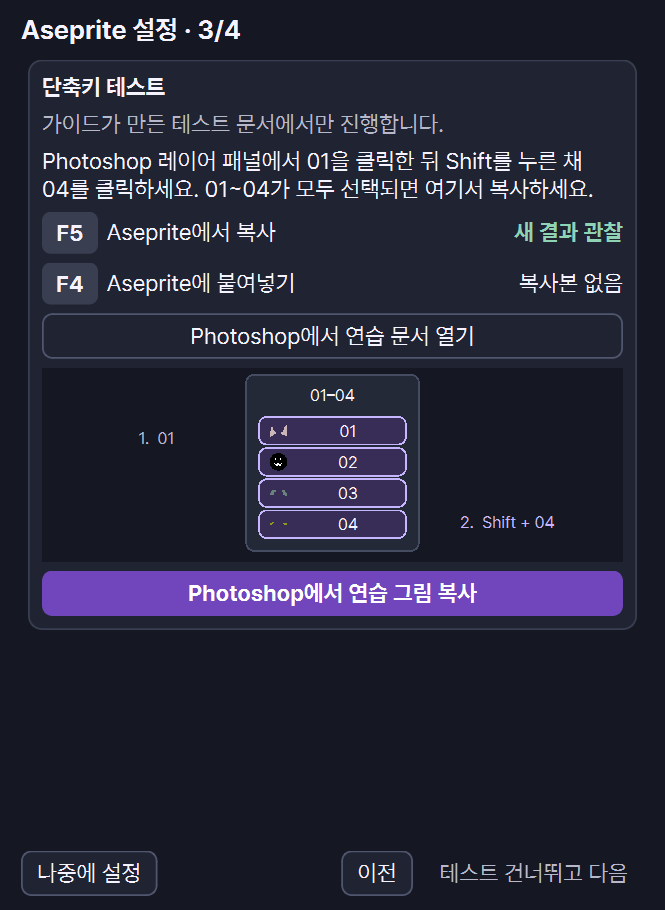 Aseprite 설정 · 3/4
단축키 테스트
가이드가 만든 테스트 문서에서만 진행합니다.
Photoshop 레이어 패널에서 01을 클릭한 뒤 Shift를 누른 채
04를 클릭하세요. 01~04가 모두 선택되면 여기서 복사하세요.
F5 Aseprite에서 복사 새 결과 관찰
F4 Aseprite에 붙여넣기 복사본 없음
Photoshop에서 연습 문서 열기
01–04
1. 01
01
02
03
04
2. Shift + 04
Photoshop에서 연습 그림 복사
나중에 설정 이전 테스트 건너뛰고 다음